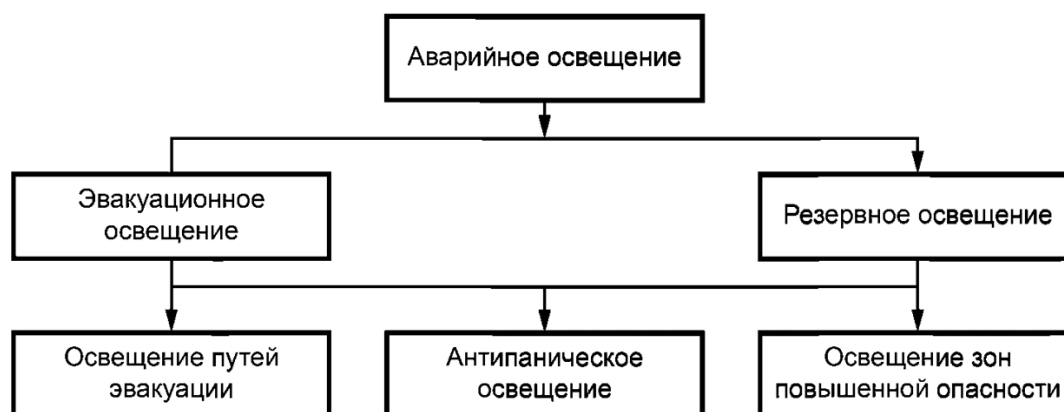 Аварийное освещение
Эвакуационное
освещение
Резервное освещение
Освещение путей
эвакуации
Антипаническое
освещение
Освещение зон
повышенной опасности